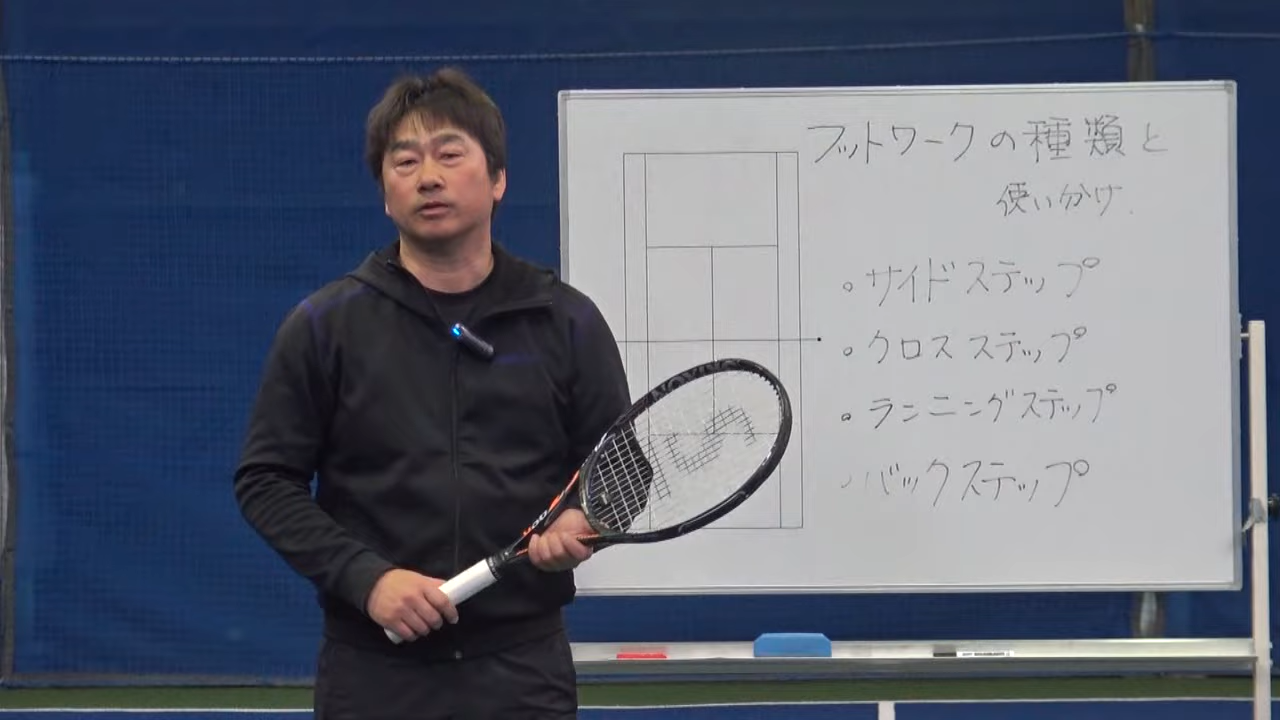 フットワークの種類と
使い分け.
・サイドステップ
・クロスステップ
・ランニングステップ
・バックステップ